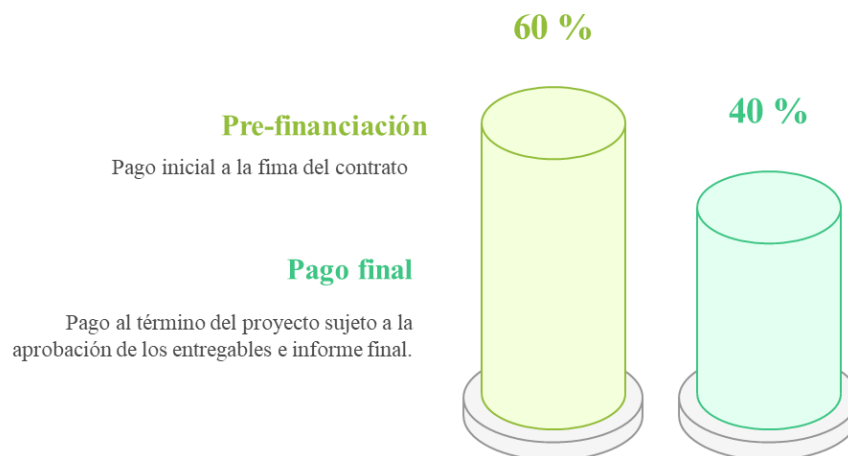 60 %
40 %
Pre-financiación
Pago inicial a la fima del contrato
Pago final
Pago al término del proyecto sujeto a la
aprobación de los entregables e informe final.